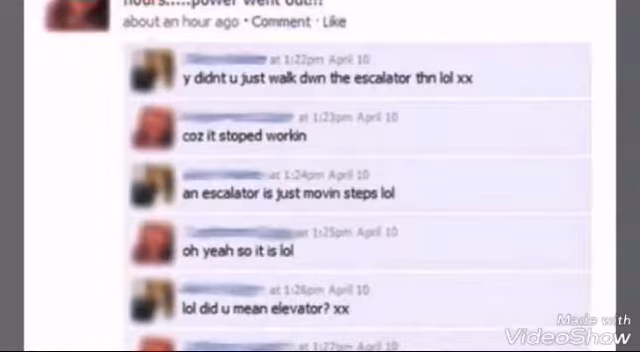 hours.....power went out!!!
about an hour ago · Comment · Like
at 1:22pm April 10
y didnt u just walk dwn the escalator thn lol xx
at 1:23pm April 10
coz it stoped workin
at 1:24pm April 10
an escalator is just movin steps lol
at 1:25pm April 10
oh yeah so it is lol
at 1:26pm April 10
lol did u mean elevator? xx
at 1:27pm April 10
Made with
VideoShow